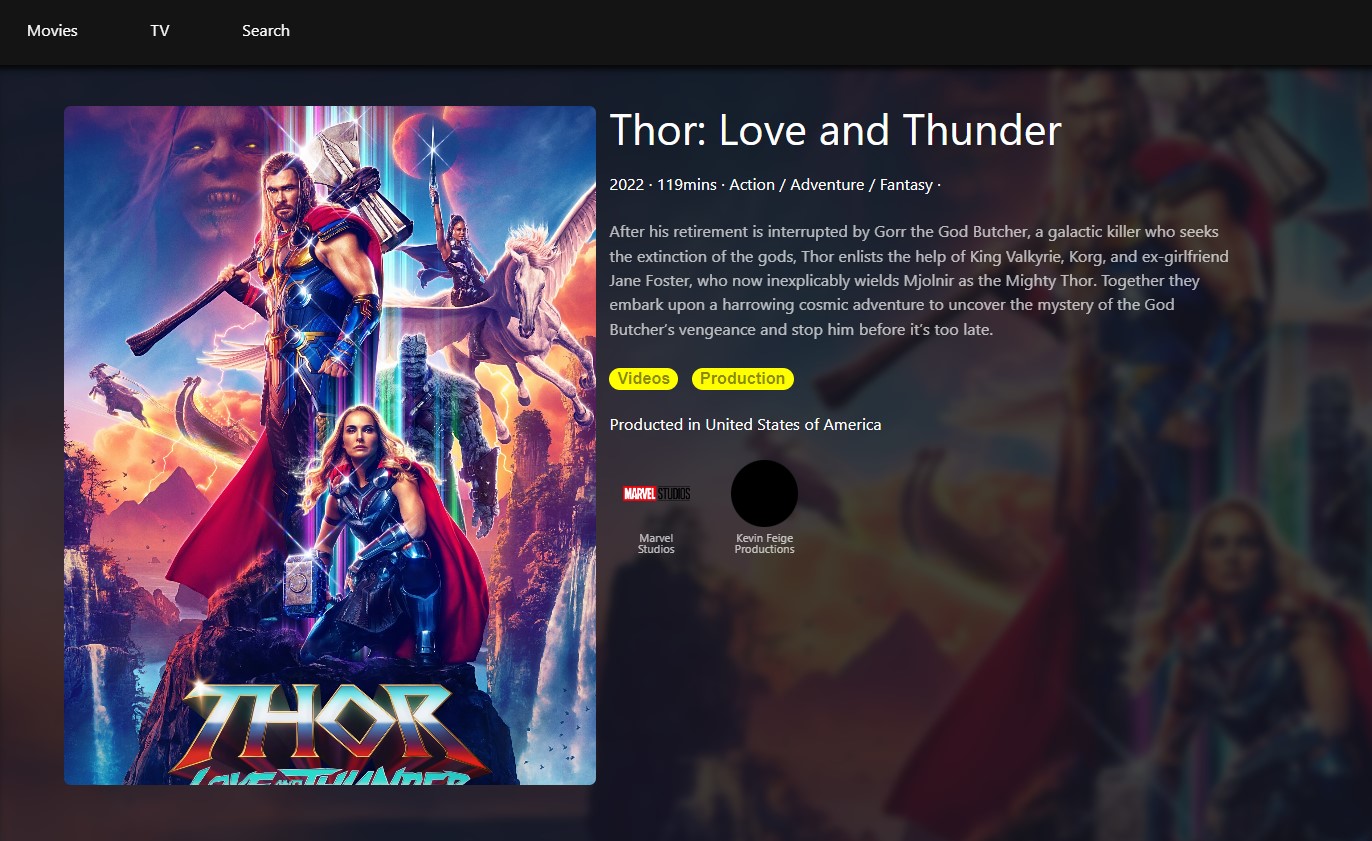 Movies
TV
Search
Thor: Love and Thunder
2022 · 119mins · Action / Adventure / Fantasy ·
After his retirement is interrupted by Gorr the God Butcher, a galactic killer who seeks
the extinction of the gods, Thor enlists the help of King Valkyrie, Korg, and ex-girlfriend
Jane Foster, who now inexplicably wields Mjolnir as the Mighty Thor. Together they
embark upon a harrowing cosmic adventure to uncover the mystery of the God
Butcher’s vengeance and stop him before it’s too late.
Videos
Production
Producted in United States of America
MARVEL STUDIOS
Marvel
Studios
Kevin Feige
Productions
THOR
LOVE AND THUNDER